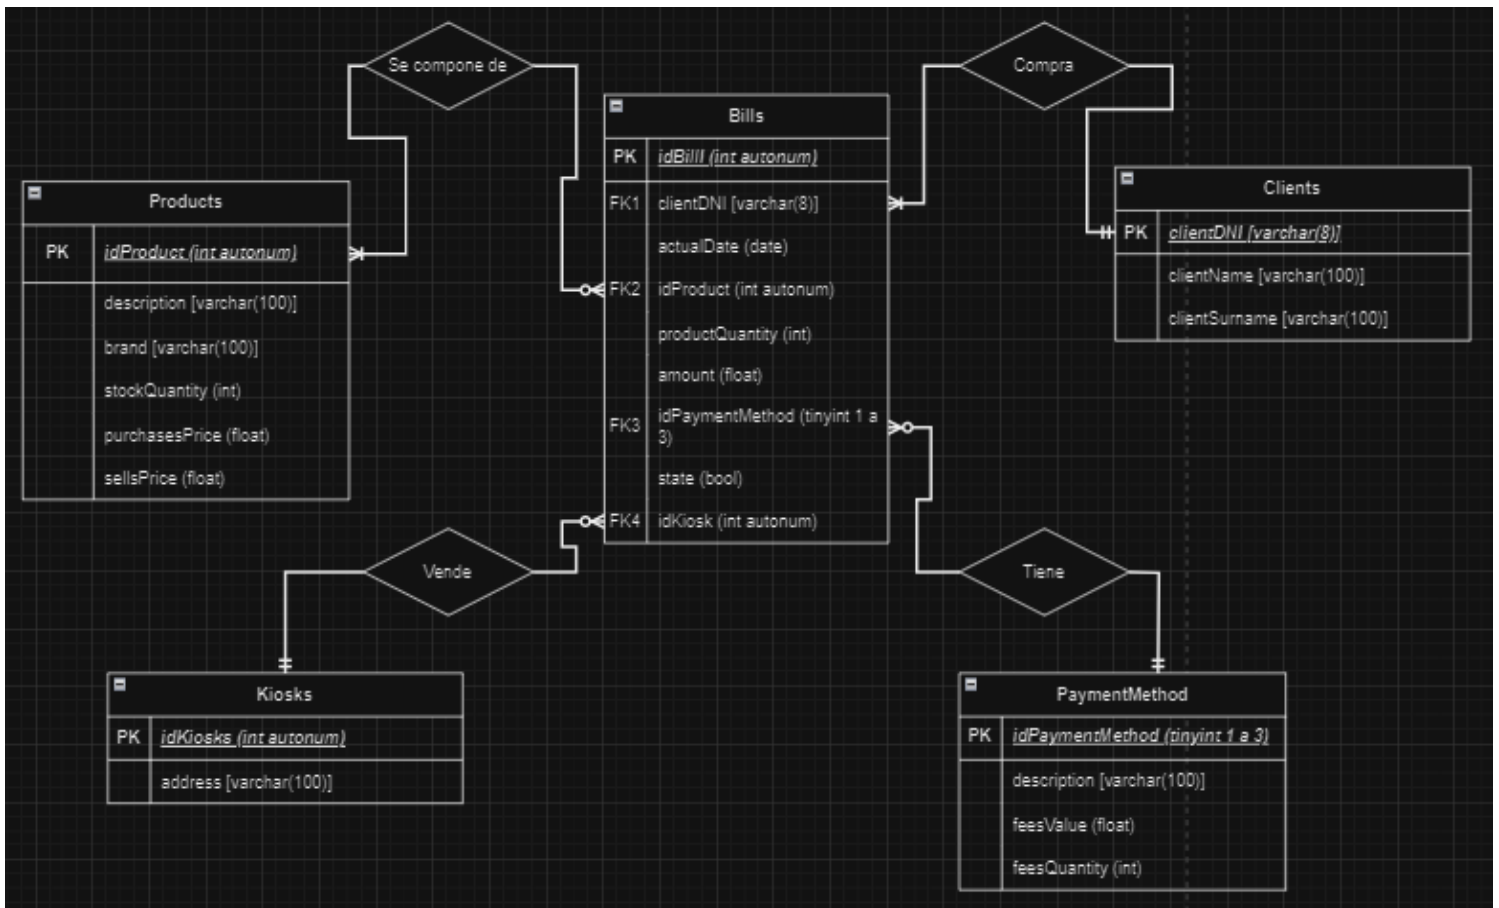 Se compone de
Compra
Bills
PK idBilll (int autonum)
FK1 clientDNI [varchar(8)]
actualDate (date)
FK2 idProduct (int autonum)
productQuantity (int)
amount (float)
FK3 idPaymentMethod (tinyint 1 a
3)
state (bool)
FK4 idKiosk (int autonum)
Products
PK idProduct (int autonum)
description [varchar(100)]
brand [varchar(100)]
stockQuantity (int)
purchasesPrice (float)
sellsPrice (float)
Clients
PK clientDNI [varchar(8)]
clientName [varchar(100)]
clientSurname [varchar(100)]
Vende
Tiene
Kiosks
PK idKiosks (int autonum)
address [varchar(100)]
PaymentMethod
PK idPaymentMethod (tinyint 1 a 3)
description [varchar(100)]
feesValue (float)
feesQuantity (int)